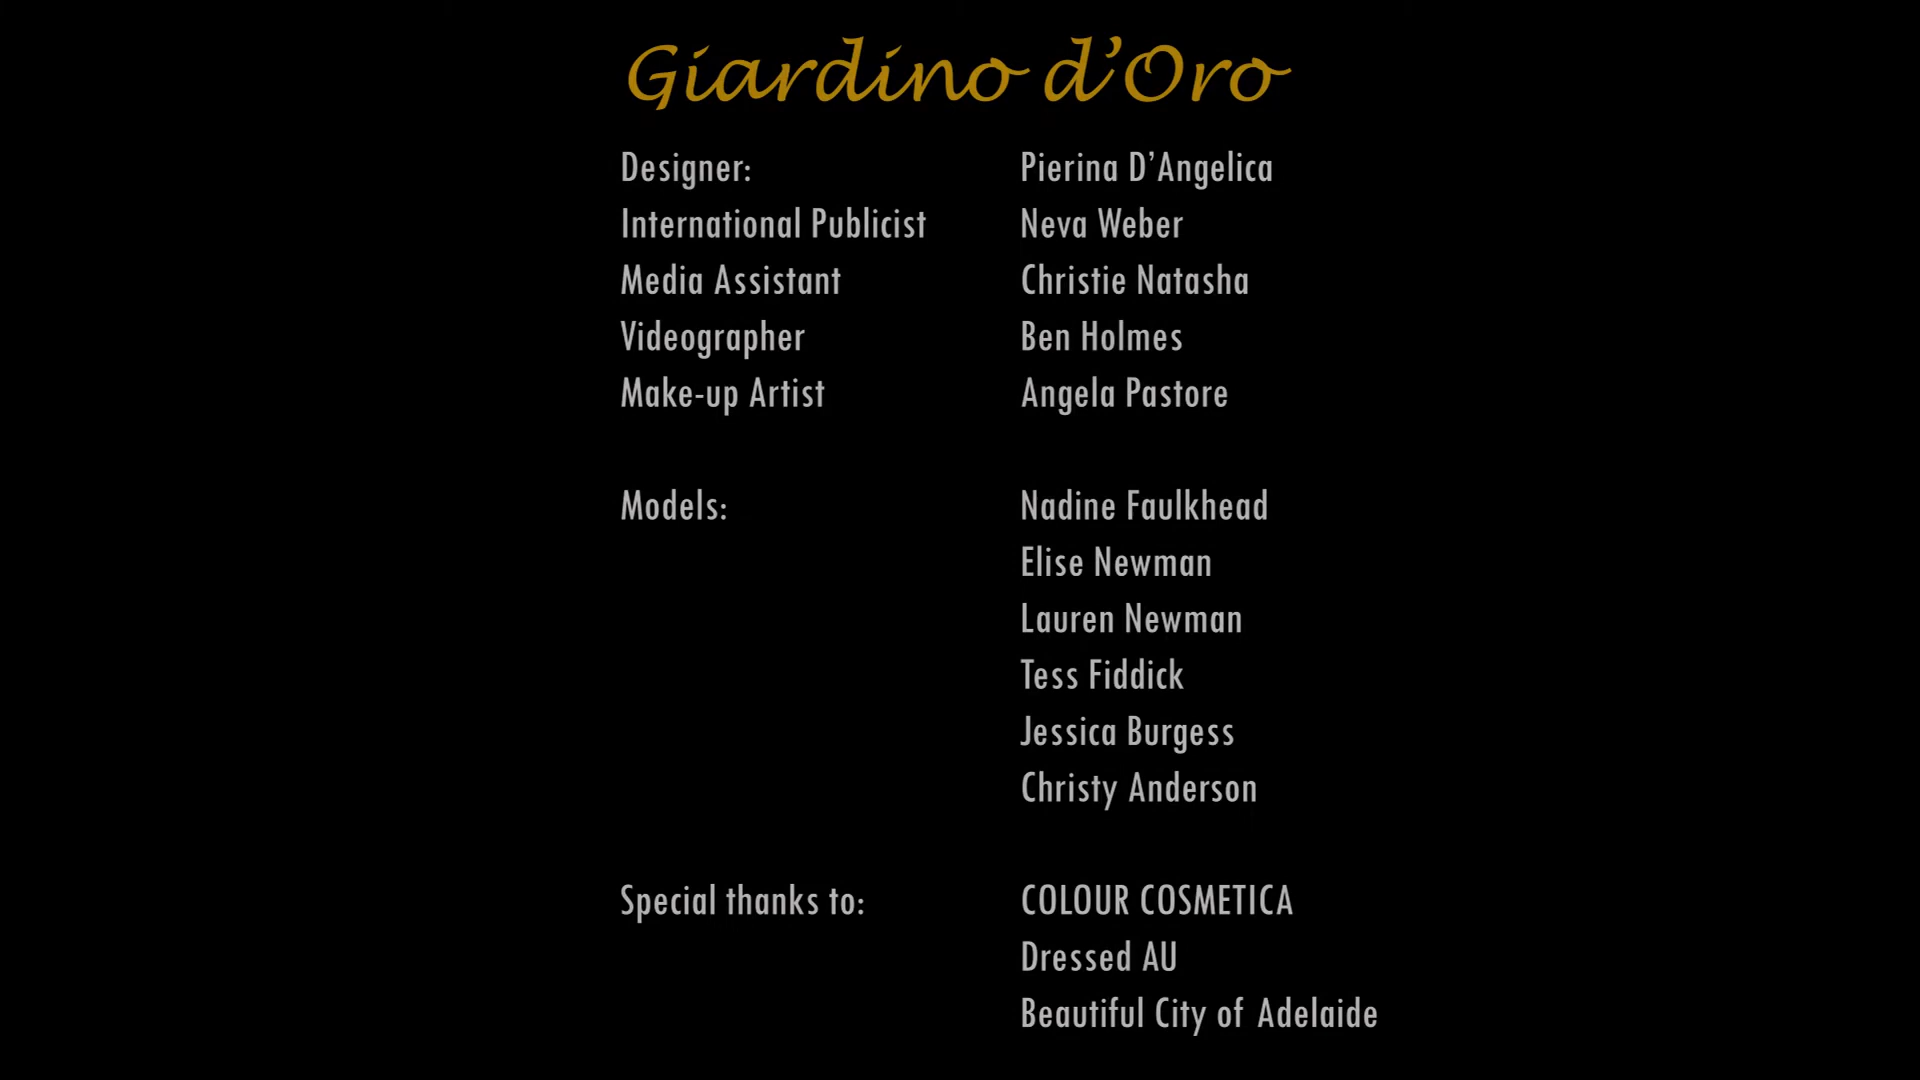 Giardino d’Oro
Designer: Pierina D’Angelica
International Publicist Neva Weber
Media Assistant Christie Natasha
Videographer Ben Holmes
Make-up Artist Angela Pastore
Models: Nadine Faulkhead
Elise Newman
Lauren Newman
Tess Fiddick
Jessica Burgess
Christy Anderson
Special thanks to: COLOUR COSMETICA
Dressed AU
Beautiful City of Adelaide